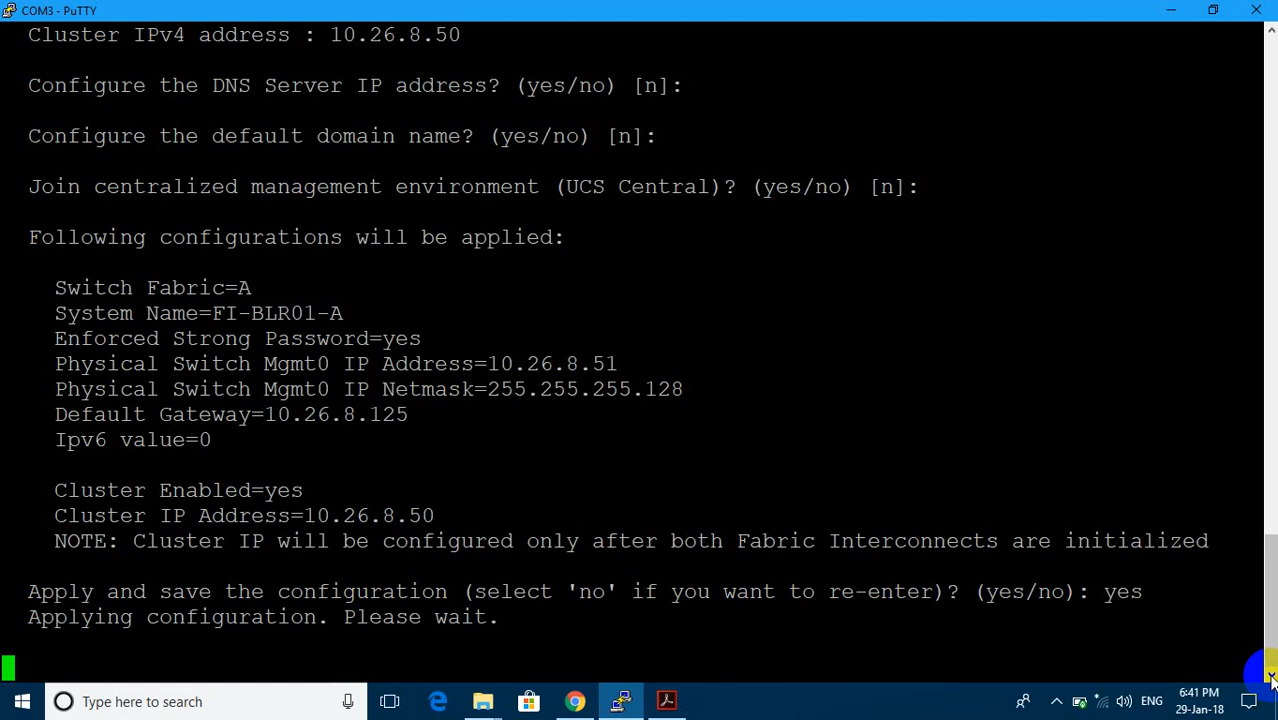 COM3 - PuTTY
Cluster IPv4 address : 10.26.8.50
Configure the DNS Server IP address? (yes/no) [n]:
Configure the default domain name? (yes/no) [n]:
Join centralized management environment (UCS Central)? (yes/no) [n]:
Following configurations will be applied:
Switch Fabric=A
System Name=FI-BLR01-A
Enforced Strong Password=yes
Physical Switch Mgmt0 IP Address=10.26.8.51
Physical Switch Mgmt0 IP Netmask=255.255.255.128
Default Gateway=10.26.8.125
Ipv6 value=0
Cluster Enabled=yes
Cluster IP Address=10.26.8.50
NOTE: Cluster IP will be configured only after both Fabric Interconnects are initialized
Apply and save the configuration (select 'no' if you want to re-enter)? (yes/no): yes
Applying configuration. Please wait.
Type here to search
ENG
6:41 PM
29-Jan-18